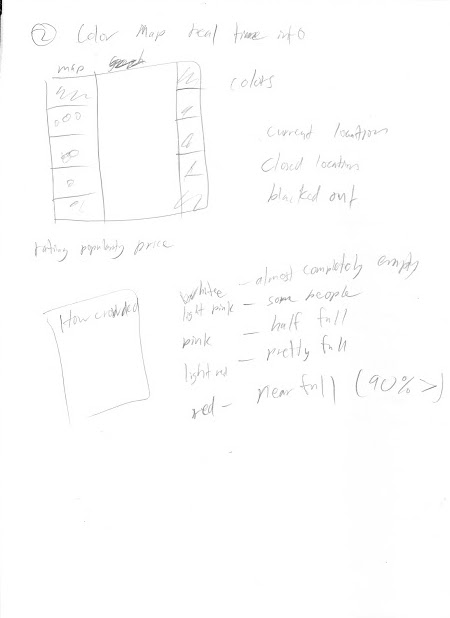 ② Color Map real time info
map
colors
current location
closed location
blacked out
rating popularity price
How crowded
white — almost completely empty
light pink — some people
pink — half full
light red — pretty full
red — near full (90% >)